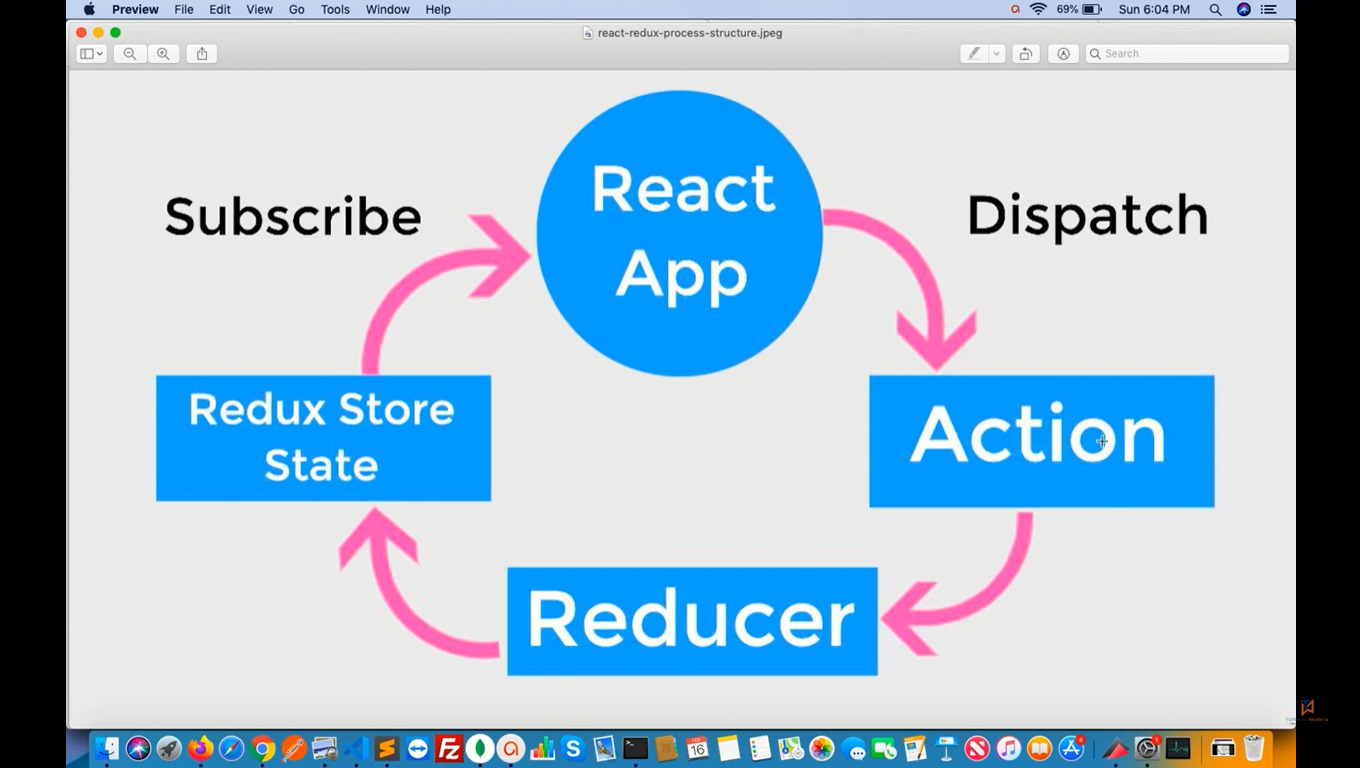 Preview File Edit View Go Tools Window Help
69% Sun 6:04 PM
react-redux-process-structure.jpeg
Search
React
App
Subscribe
Dispatch
Redux Store
State
Action
Reducer
16